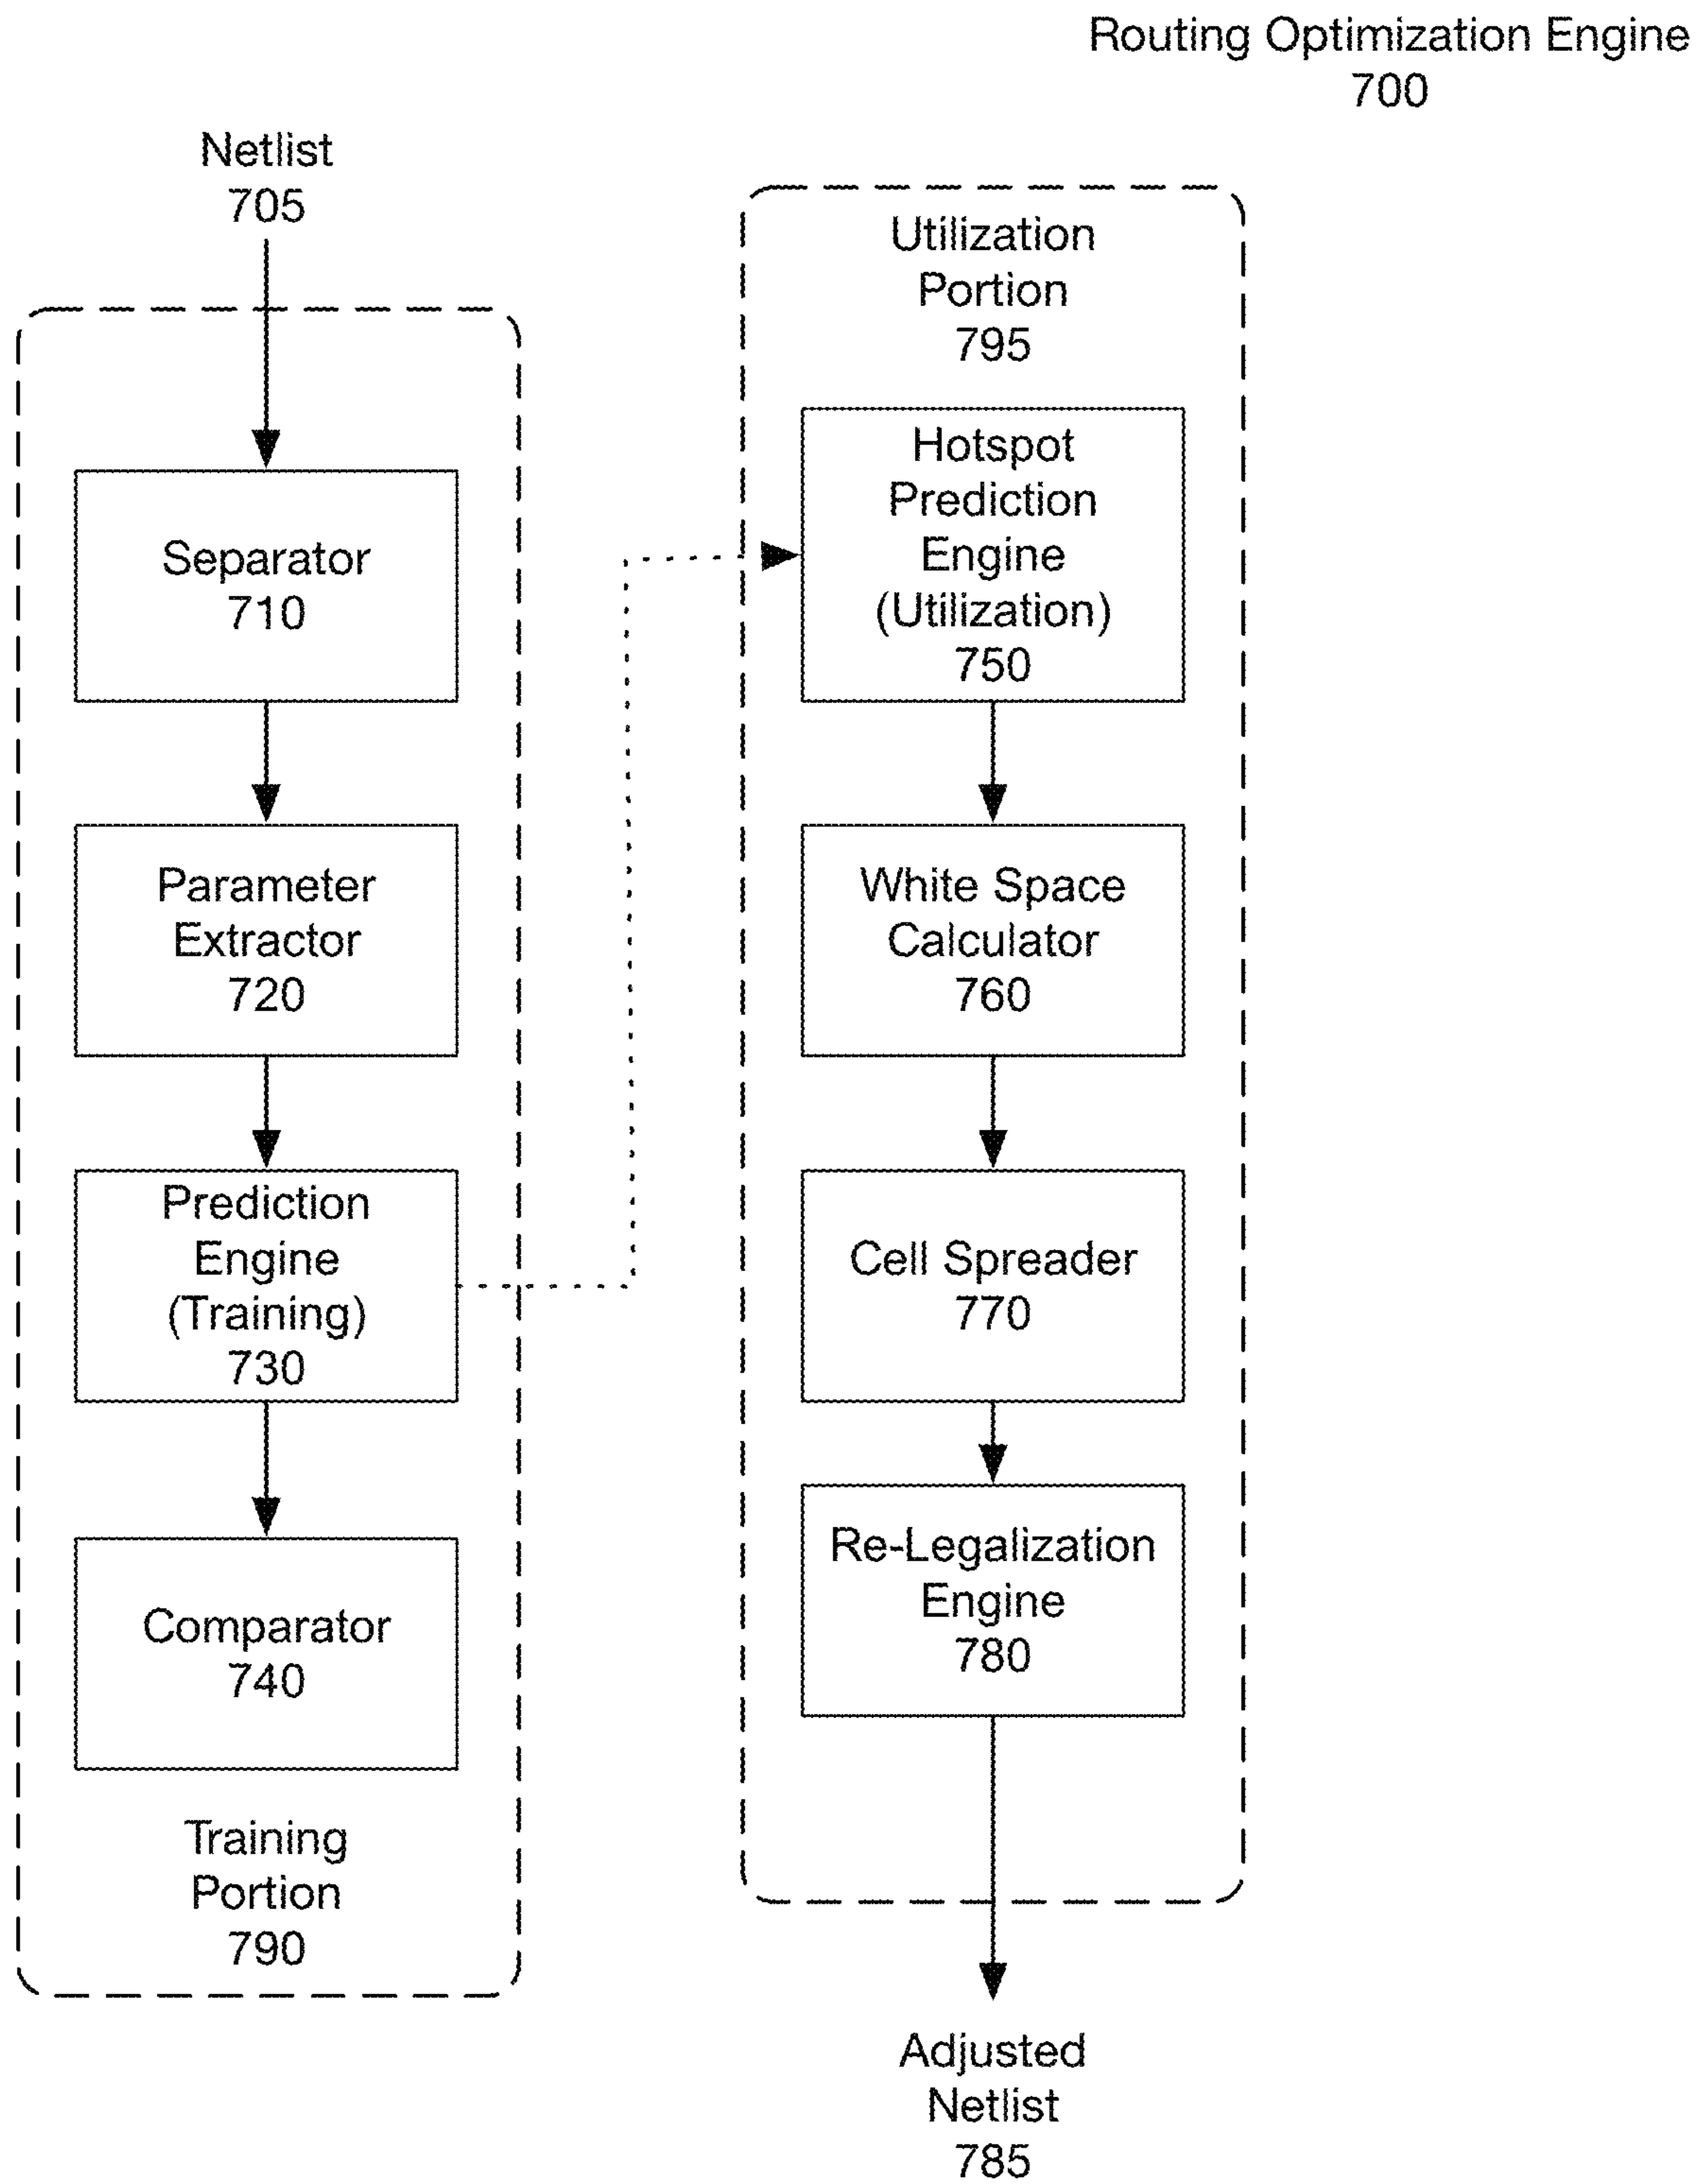 Routing Optimization Engine
700
Netlist
705
Separator
710
Parameter
Extractor
720
Prediction
Engine
(Training)
730
Comparator
740
Training
Portion
790
Utilization
Portion
795
Hotspot
Prediction
Engine
(Utilization)
750
White Space
Calculator
760
Cell Spreader
770
Re-Legalization
Engine
780
Adjusted
Netlist
785